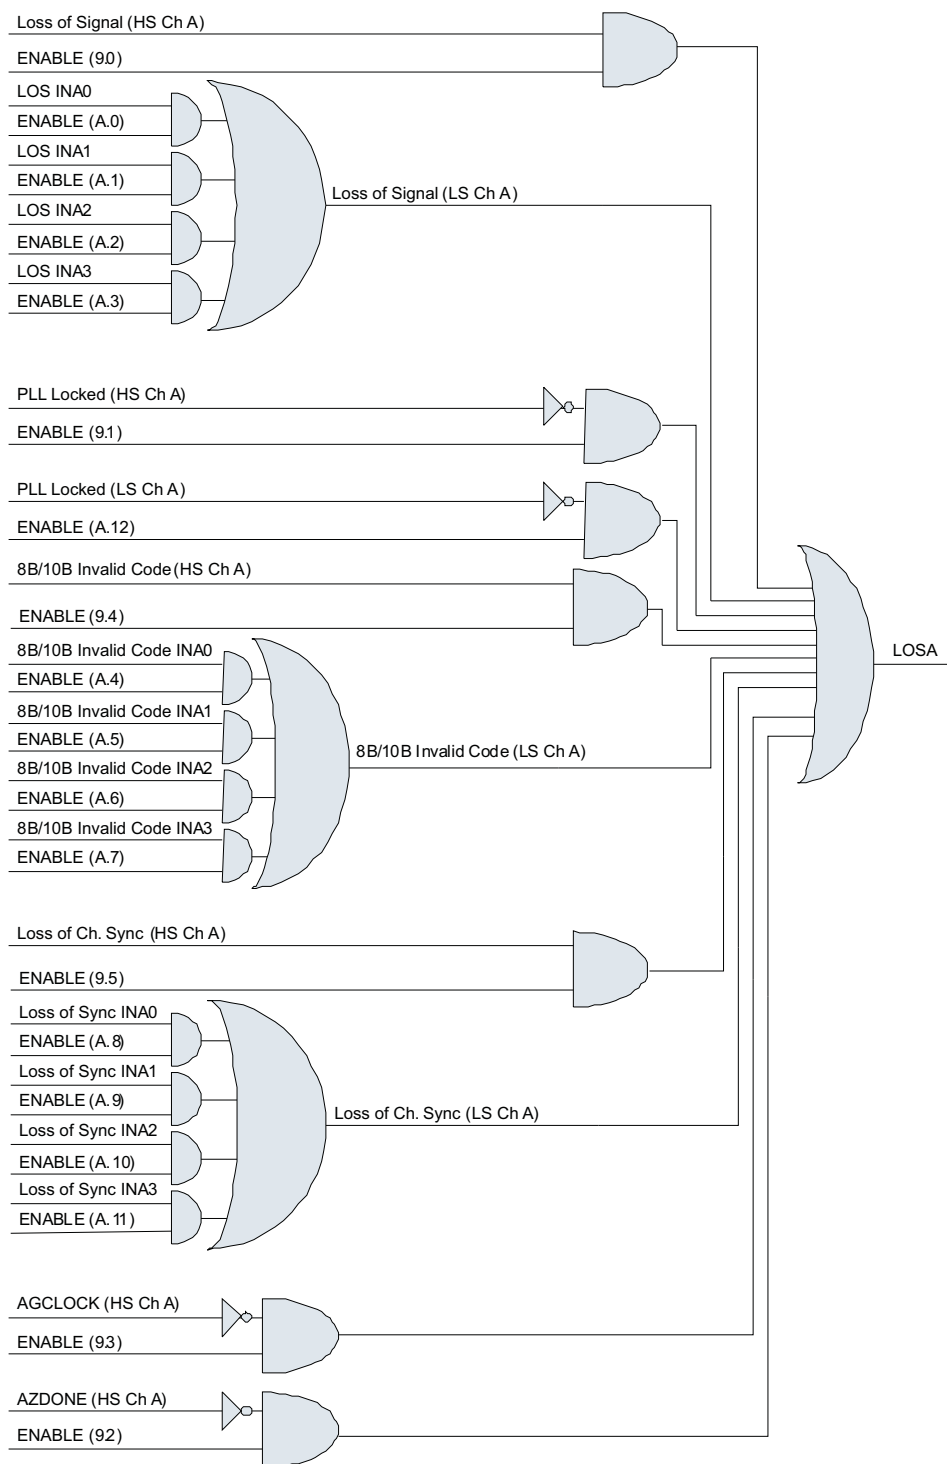 Loss of Signal (HS Ch A)
ENABLE (9.0)
LOS INA0
ENABLE (A.0)
LOS INA1
ENABLE (A.1)
LOS INA2
ENABLE (A.2)
LOS INA3
ENABLE (A.3)
Loss of Signal (LS Ch A)
PLL Locked (HS Ch A)
ENABLE (9.1)
PLL Locked (LS Ch A)
ENABLE (A.12)
8B/10B Invalid Code (HS Ch A)
ENABLE (9.4)
8B/10B Invalid Code INA0
ENABLE (A.4)
8B/10B Invalid Code INA1
ENABLE (A.5)
8B/10B Invalid Code INA2
ENABLE (A.6)
8B/10B Invalid Code INA3
ENABLE (A.7)
8B/10B Invalid Code (LS Ch A)
LOSA
Loss of Ch. Sync (HS Ch A)
ENABLE (9.5)
Loss of Sync INA0
ENABLE (A.8)
Loss of Sync INA1
ENABLE (A.9)
Loss of Sync INA2
ENABLE (A.10)
Loss of Sync INA3
ENABLE (A.11)
Loss of Ch. Sync (LS Ch A)
AGCLOCK (HS Ch A)
ENABLE (9.3)
AZDONE (HS Ch A)
ENABLE (9.2)